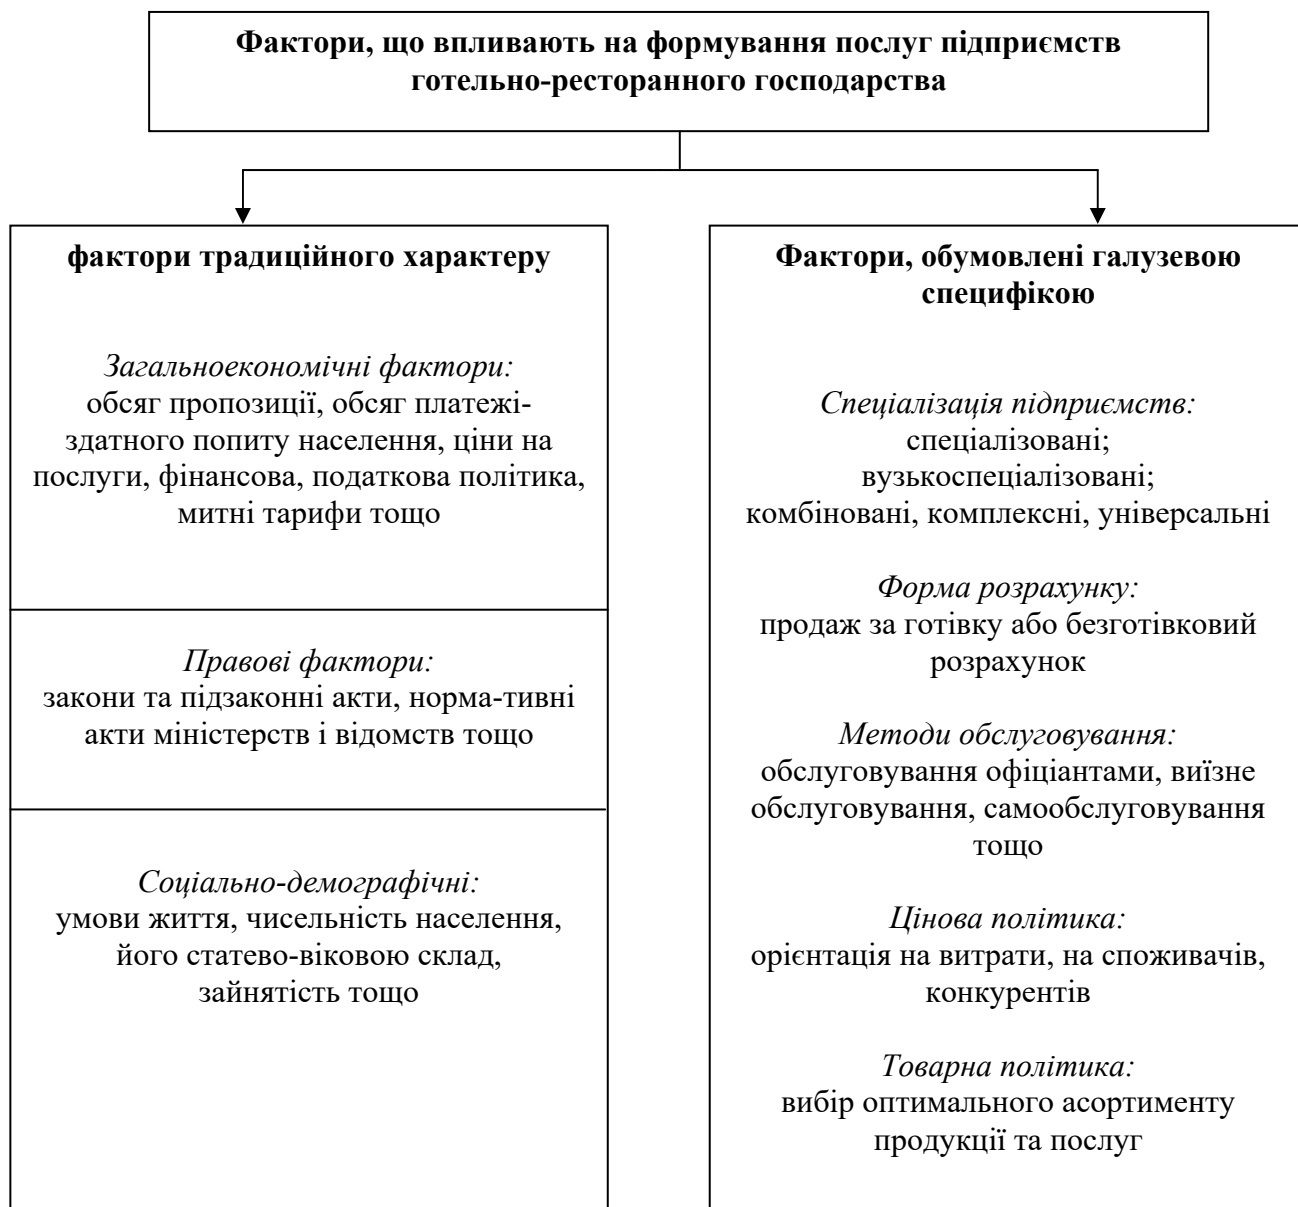 Фактори, що впливають на формування послуг підприємств
готельно-ресторанного господарства
фактори традиційного характеру
Загальноекономічні фактори:
обсяг пропозиції, обсяг платежі-
здатного попиту населення, ціни на
послуги, фінансова, податкова політика,
митні тарифи тощо
Правові фактори:
закони та підзаконні акти, норма-тивні
акти міністерств і відомств тощо
Соціально-демографічні:
умови життя, чисельність населення,
його статево-віковою склад,
зайнятість тощо
Фактори, обумовлені галузевою
специфікою
Спеціалізація підприємств:
спеціалізовані;
вузькоспеціалізовані;
комбіновані, комплексні, універсальні
Форма розрахунку:
продаж за готівку або безготівковий
розрахунок
Методи обслуговування:
обслуговування офіціантами, виїзне
обслуговування, самообслуговування
тощо
Цінова політика:
орієнтація на витрати, на споживачів,
конкурентів
Товарна політика:
вибір оптимального асортименту
продукції та послуг